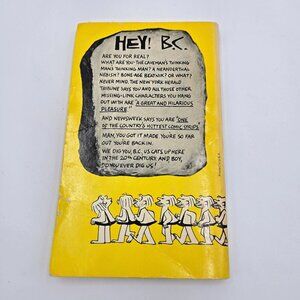 HEY! B.C.
ARE YOU FOR REAL?
WHAT ARE YOU- THE CAVEMAN'S THINKING
MAN'S THINKING MAN? A NEANDERTHA-
NEBISH? BONE-AGE BEATNIK? OR WHAT?
NEVER MIND. THE NEW YORK HERALD
TRIBUNE SAYS YOU AND ALL THOSE OTHER
MISSING-LINK CHARACTERS YOU HANG
OUT WITH ARE "A GREAT AND HILARIOUS
PLEASURE"
AND NEWSWEEK SAYS YOU ARE "ONE
OF THE COUNTRY'S HOTTEST COMIC STRIPS."
MAN, YOU GOT IT MADE. YOU'RE SO FAR
OUT YOU'RE BACK IN.
WE DIG YOU, B.C. US CATS UP HERE
IN THE 20TH CENTURY AND BOY,
DO YOU EVER DIG US!